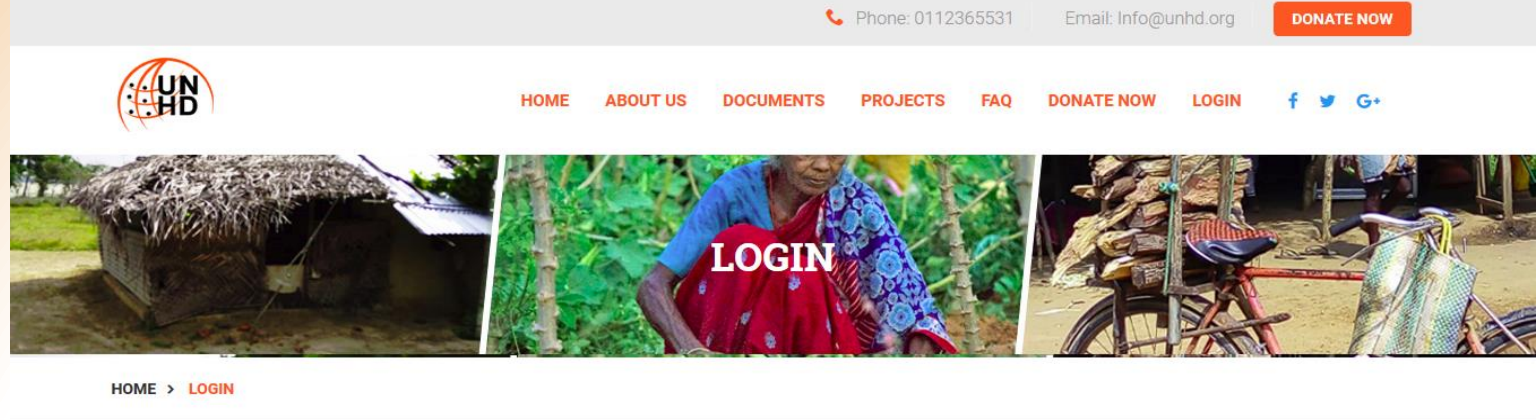 Phone: 0112365531 Email: Info@unhd.org DONATE NOW
UN
HD
HOME ABOUT US DOCUMENTS PROJECTS FAQ DONATE NOW LOGIN f G+
LOGIN
HOME > LOGIN